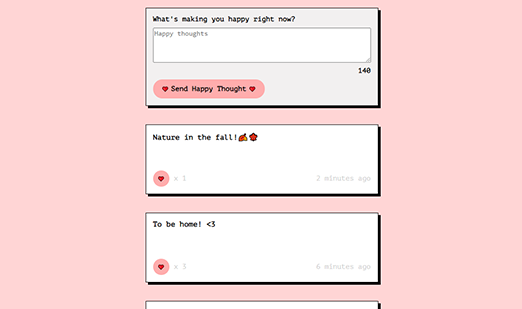 What's making you happy right now?
Happy thoughts
140
❤️ Send Happy Thought ❤️
Nature in the fall!🍂🍁
❤️ x 1 2 minutes ago
To be home! <3
❤️ x 3 6 minutes ago